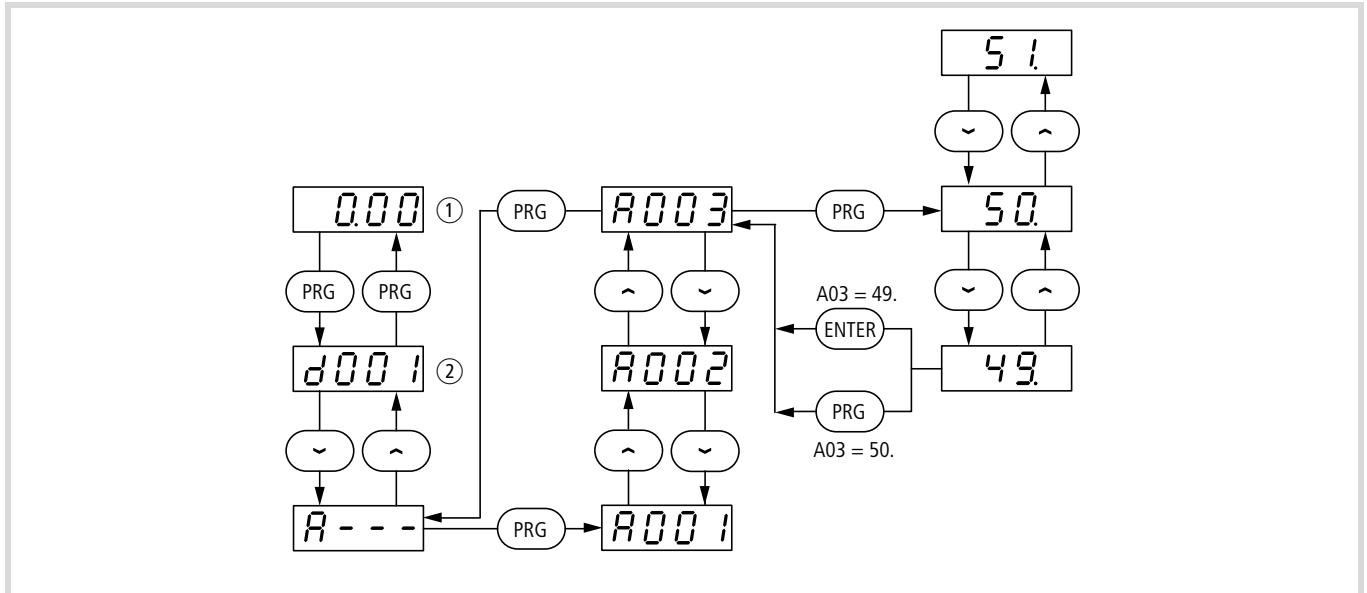 51.
⌄ ⌃
0.00 ① PRG A003 PRG 50.
PRG PRG ⌃ ⌄ ⌄ ⌃
A03 = 49.
ENTER
d001 ② A002 49.
PRG
⌄ ⌃ ⌃ ⌄
A03 = 50.
A--- PRG A001